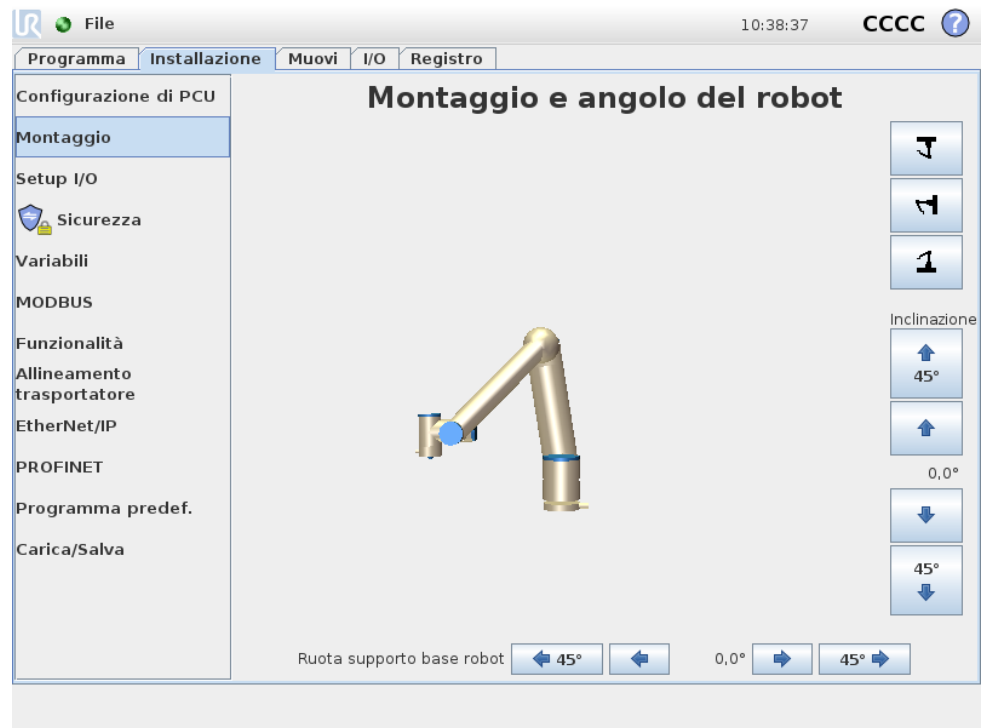 UR File 10:38:37 CCCC ?
Programma Installazione Muovi I/O Registro
Configurazione di PCU
Montaggio
Setup I/O
Sicurezza
Variabili
MODBUS
Funzionalità
Allineamento
trasportatore
EtherNet/IP
PROFINET
Programma predef.
Carica/Salva
Montaggio e angolo del robot
Inclinazione
45°
0,0°
45°
Ruota supporto base robot 45° 0,0° 45°